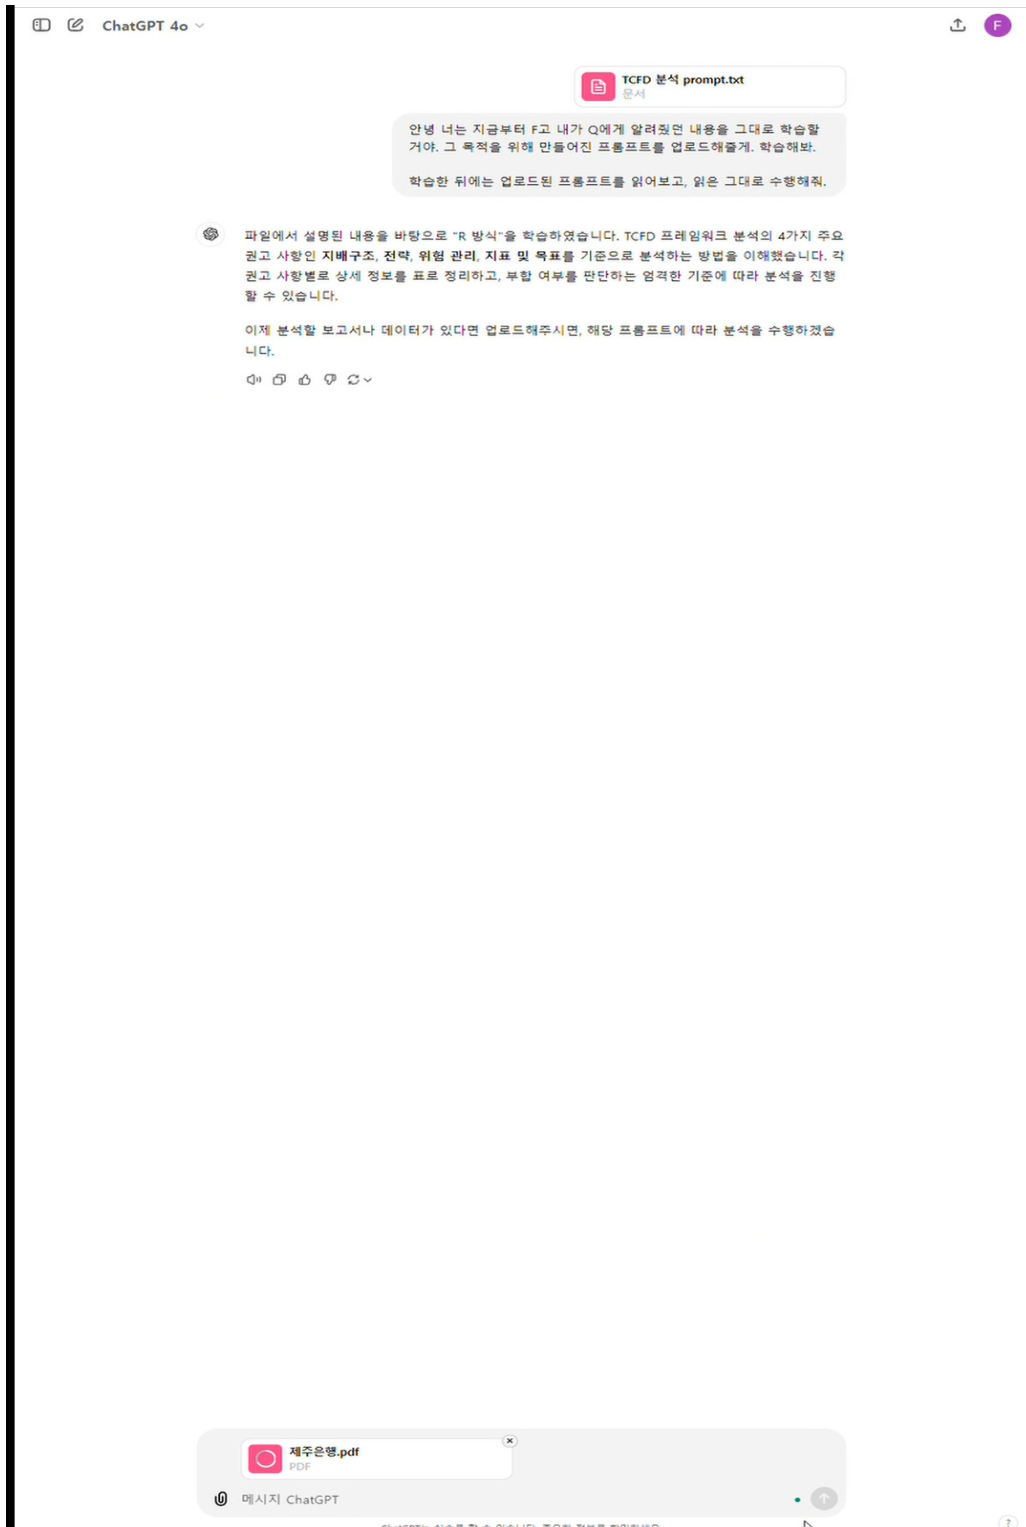 ChatGPT 4o
F
TCFD 분석 prompt.txt
문서
안녕 너는 지금부터 F고 내가 Q에게 알려줬던 내용을 그대로 학습할
거야. 그 목적을 위해 만들어진 프롬프트를 업로드해줄게. 학습해봐.
학습한 뒤에는 업로드된 프롬프트를 읽어보고, 읽은 그대로 수행해줘.
파일에서 설명된 내용을 바탕으로 "R 방식"을 학습하였습니다. TCFD 프레임워크 분석의 4가지 주요
권고 사항인 지배구조, 전략, 위험 관리, 지표 및 목표를 기준으로 분석하는 방법을 이해했습니다. 각
권고 사항별로 상세 정보를 표로 정리하고, 부합 여부를 판단하는 엄격한 기준에 따라 분석을 진행
할 수 있습니다.
이제 분석할 보고서나 데이터가 있다면 업로드해주시면, 해당 프롬프트에 따라 분석을 수행하겠습
니다.
제주은행.pdf
PDF
메시지 ChatGPT
?